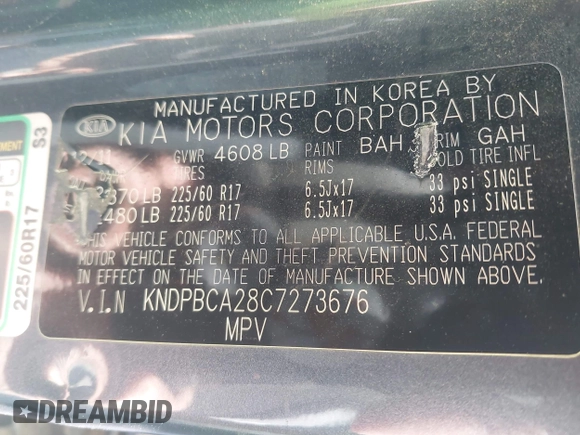 MANUFACTURED IN KOREA BY
KIA KIA MOTORS CORPORATION
GVWR 4608 LB PAINT BAH TRIM GAH
TIRES RIMS COLD TIRE INFL
370 LB 225/60 R17 6.5Jx17 33 psi SINGLE
480 LB 225/60 R17 6.5Jx17 33 psi SINGLE
THIS VEHICLE CONFORMS TO ALL APPLICABLE U.S.A. FEDERAL
MOTOR VEHICLE SAFETY AND THEFT PREVENTION STANDARDS
IN EFFECT ON THE DATE OF MANUFACTURE SHOWN ABOVE.
V.I.N KNDPBCA28C7273676
MPV
S3
225/60R17
DREAMBID